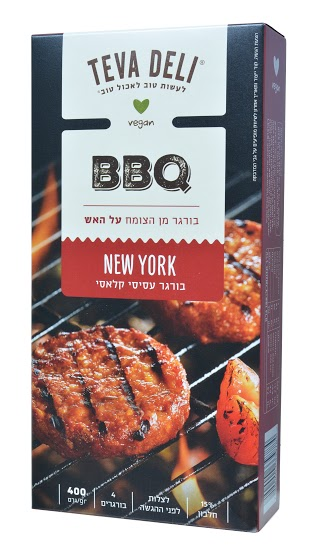 TEVA DELI®
לעשות טוב לאכול טוב
vegan
BBQ
בורגר מן הצומח על האש
NEW YORK
בורגר עסיסי קלאסי
400
גרם/g
4
בורגרים
לצלות
לפני ההגשה
15%
חלבון